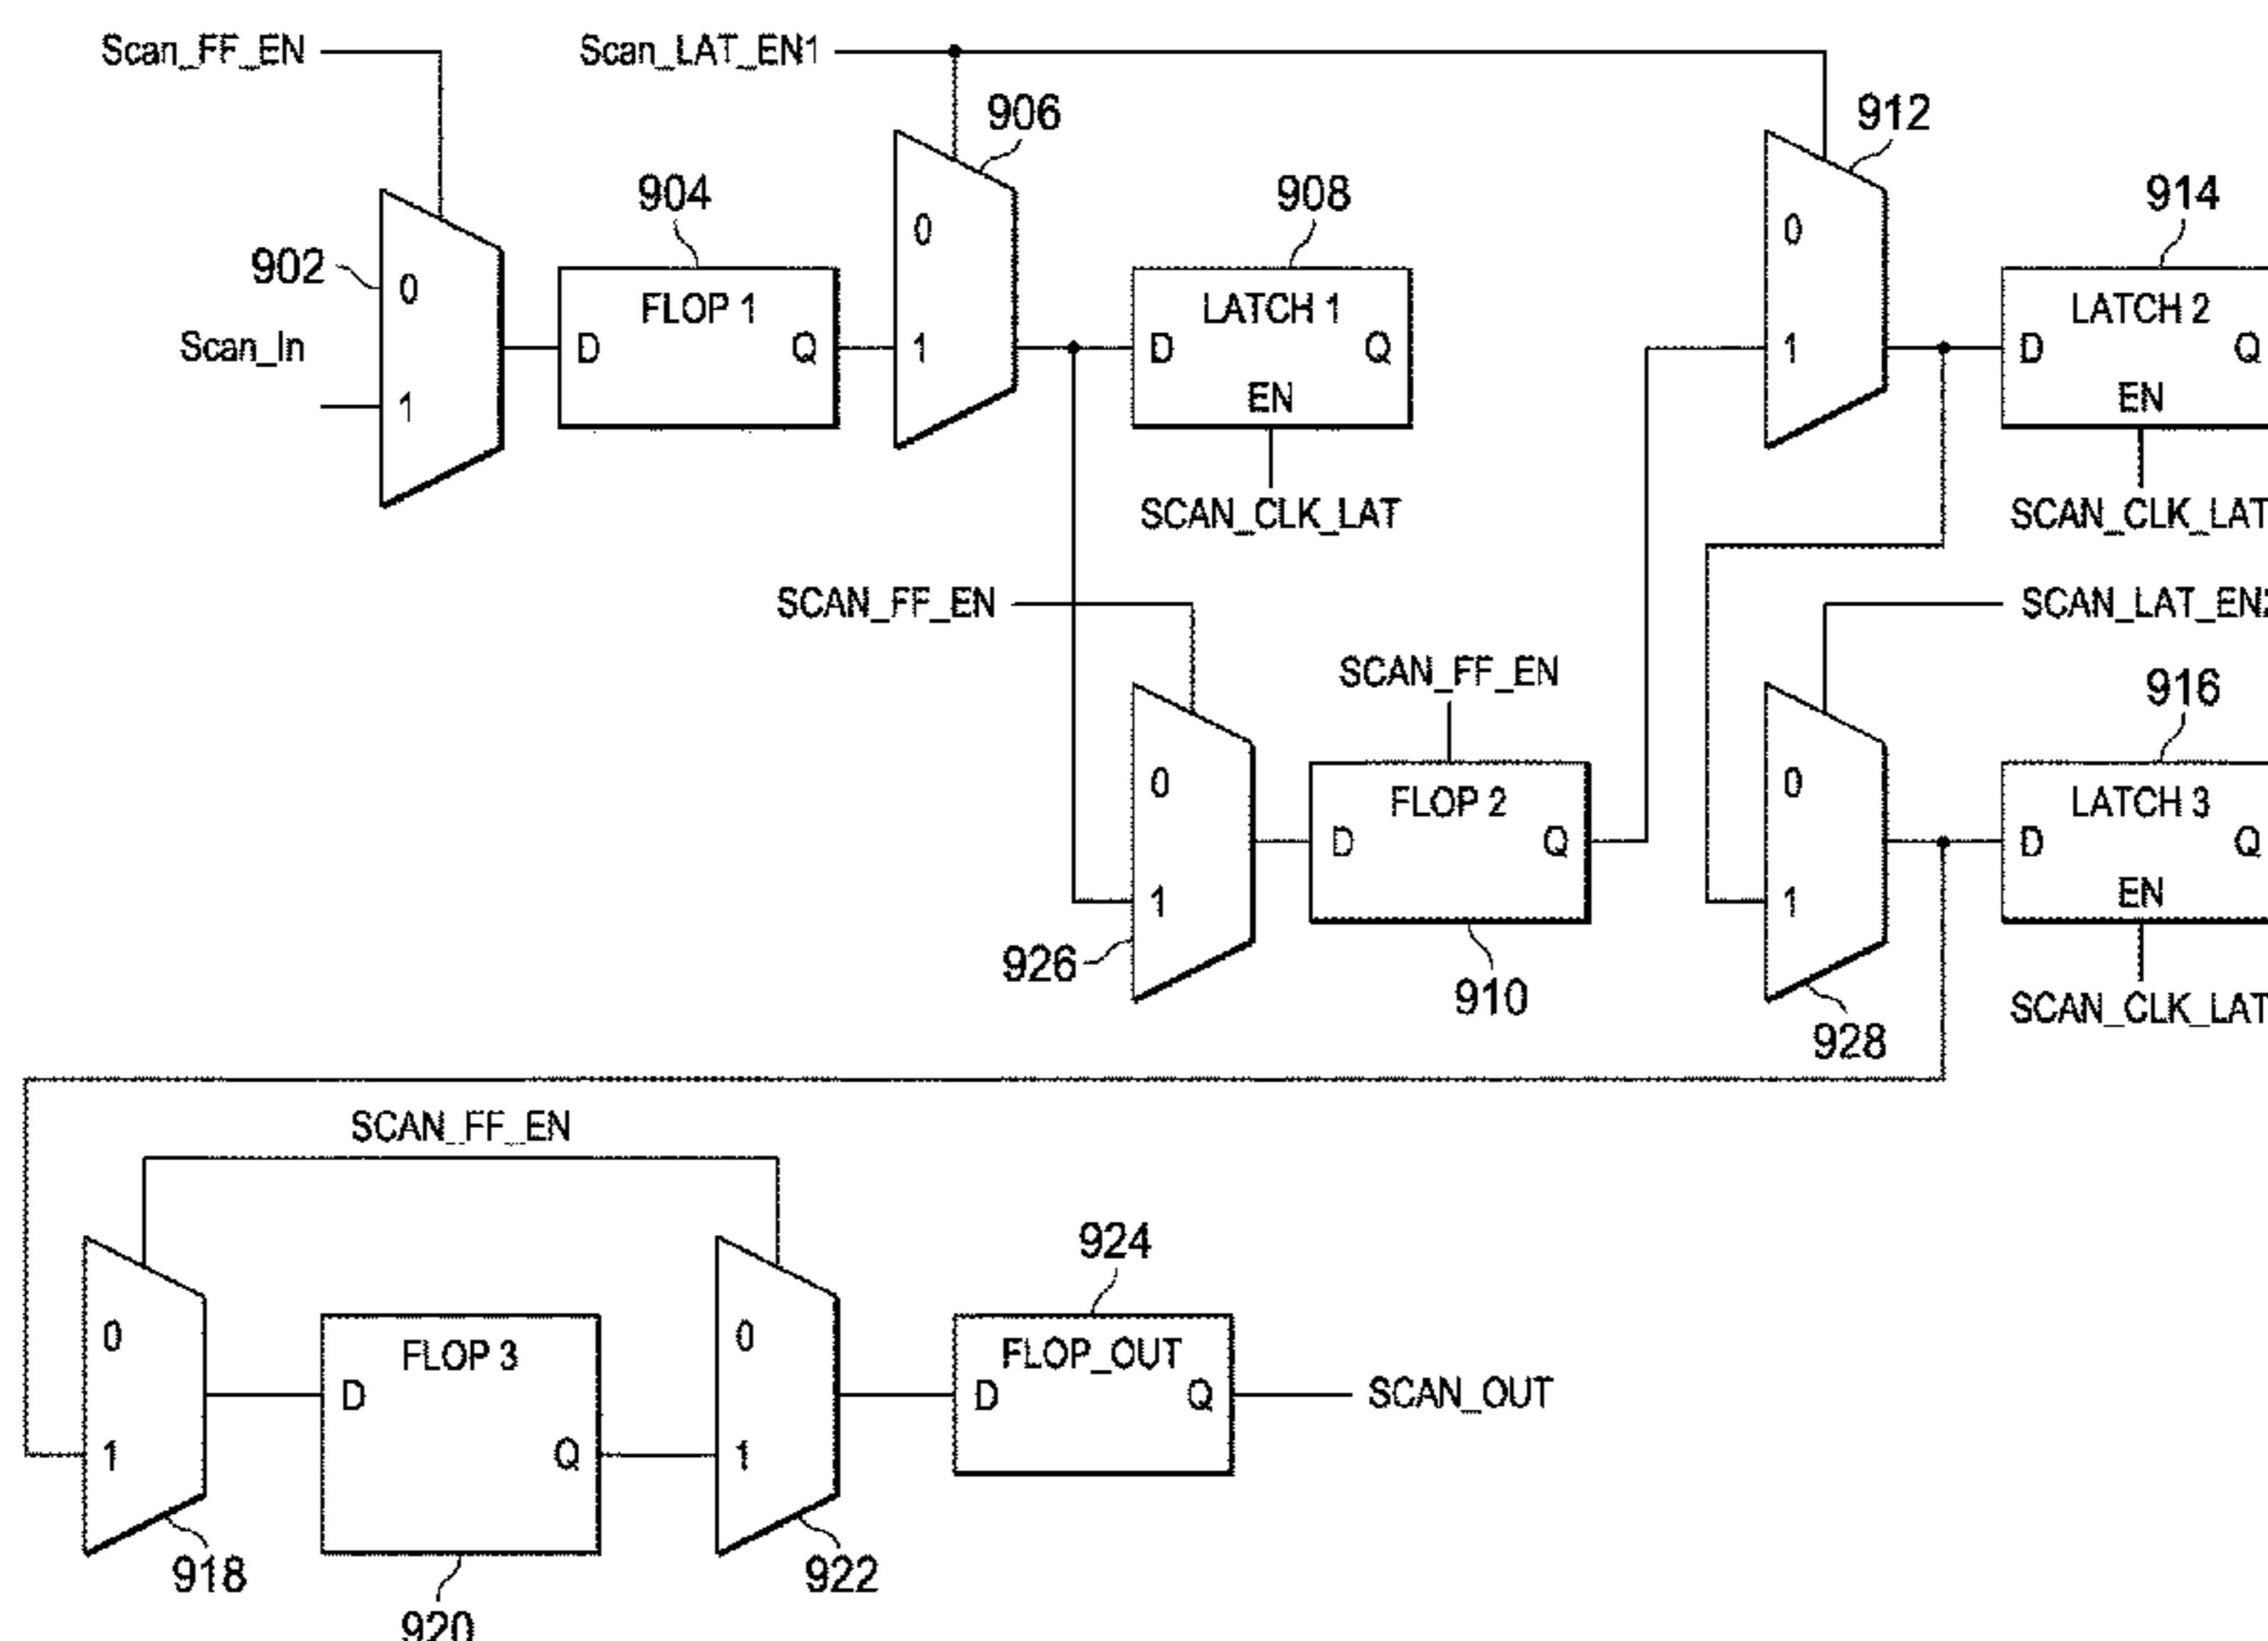 Scan_FF_EN
Scan_LAT_EN1
906
912
902
0
Scan_In
1
904
FLOP 1
D
Q
0
1
908
LATCH 1
D
Q
EN
SCAN_CLK_LAT
0
1
914
LATCH 2
D
Q
EN
SCAN_CLK_LAT
SCAN_FF_EN
0
1
926
SCAN_FF_EN
FLOP 2
D
Q
910
SCAN_LAT_EN2
0
1
928
916
LATCH 3
D
Q
EN
SCAN_CLK_LAT
SCAN_FF_EN
0
1
918
FLOP 3
D
Q
920
0
1
922
924
FLOP_OUT
D
Q
SCAN_OUT